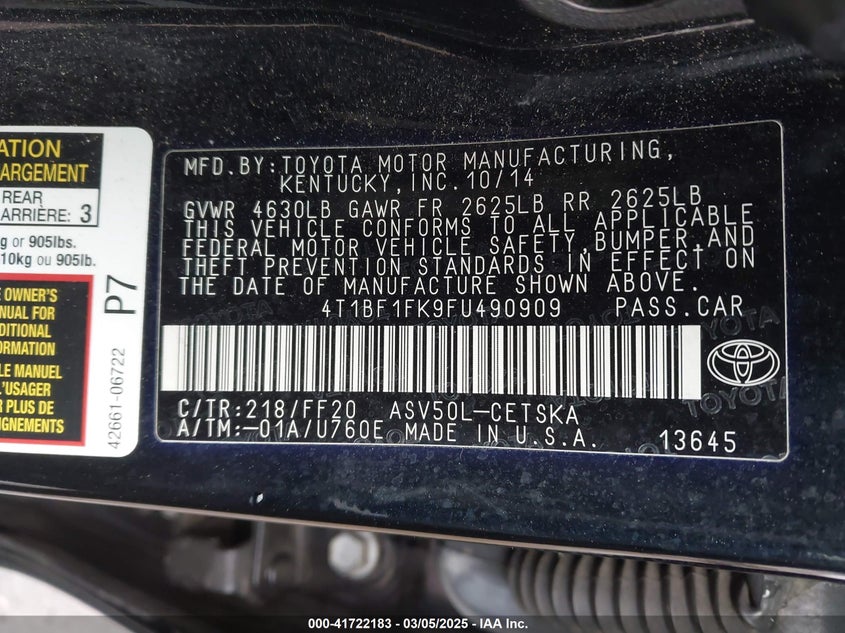 ATION
CHARGEMENT
REAR
ARRIÈRE: 3
g or 905lbs.
10kg ou 905lb.
E OWNER'S
NUAL FOR
DITIONAL
ORMATION
LE MANUEL
L'USAGER
R PLUS DE
IGNEMENTS
P7
42661-06722
MFD.BY:TOYOTA MOTOR MANUFACTURING,
KENTUCKY,INC.10/14
GVWR 4630LB GAWR FR 2625LB RR 2625LB
THIS VEHICLE CONFORMS TO ALL APPLICABLE
FEDERAL MOTOR VEHICLE SAFETY,BUMPER,AND
THEFT PREVENTION STANDARDS IN EFFECT ON
THE DATE OF MANUFACTURE SHOWN ABOVE.
4T1BF1FK9FU490909 PASS.CAR
C/TR:218/FF20 ASV50L-CETSKA
A/TM:-01A/U760E MADE IN U.S.A. 13645
TOYOTA
000-41722183 - 03/05/2025 - IAA Inc.